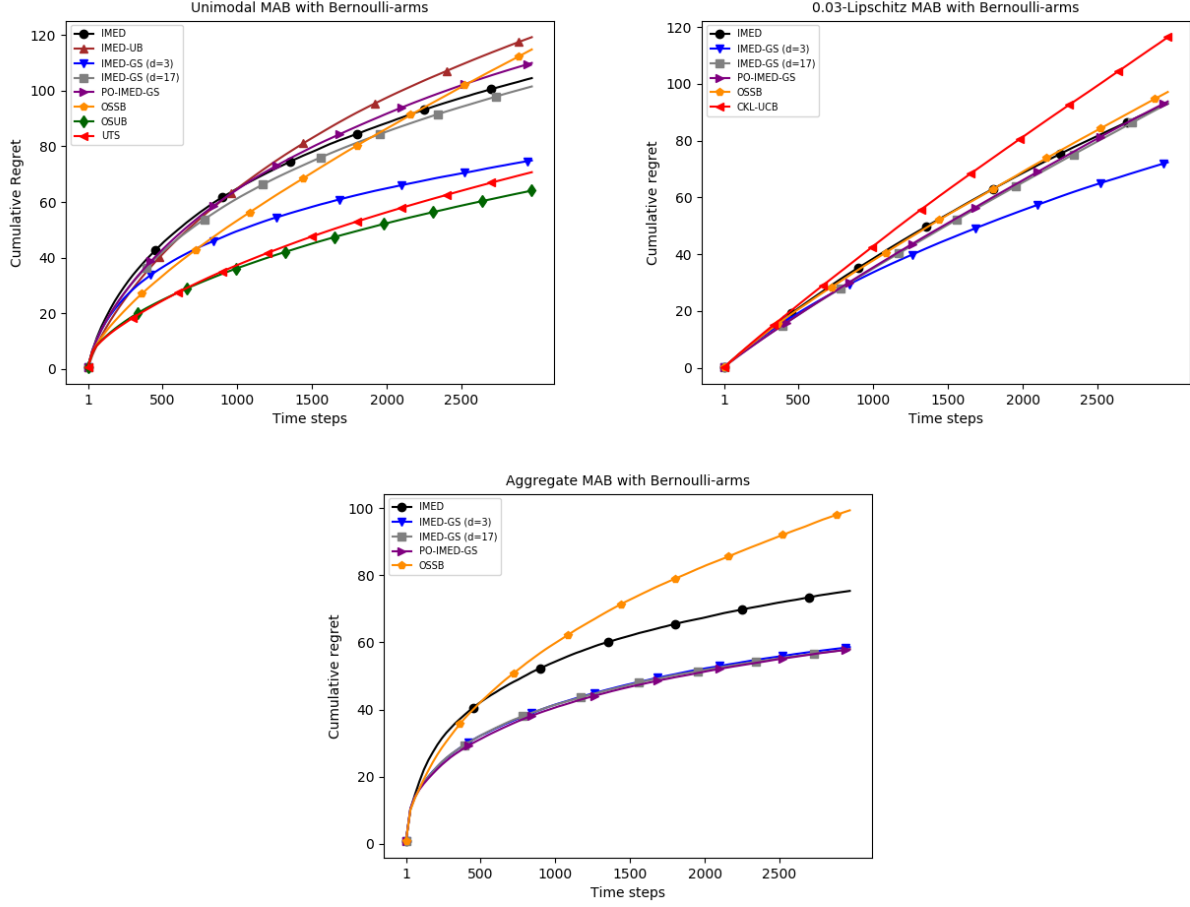 Unimodal MAB with Bernoulli-arms
IMED
IMED-UB
IMED-GS (d=3)
IMED-GS (d=17)
PO-IMED-GS
OSSB
OSUB
UTS
Cumulative Regret
120
100
80
60
40
20
0
1 500 1000 1500 2000 2500
Time steps
0.03-Lipschitz MAB with Bernoulli-arms
IMED
IMED-GS (d=3)
IMED-GS (d=17)
PO-IMED-GS
OSSB
CKL-UCB
Cumulative regret
120
100
80
60
40
20
0
1 500 1000 1500 2000 2500
Time steps
Aggregate MAB with Bernoulli-arms
IMED
IMED-GS (d=3)
IMED-GS (d=17)
PO-IMED-GS
OSSB
Cumulative regret
100
80
60
40
20
0
1 500 1000 1500 2000 2500
Time steps